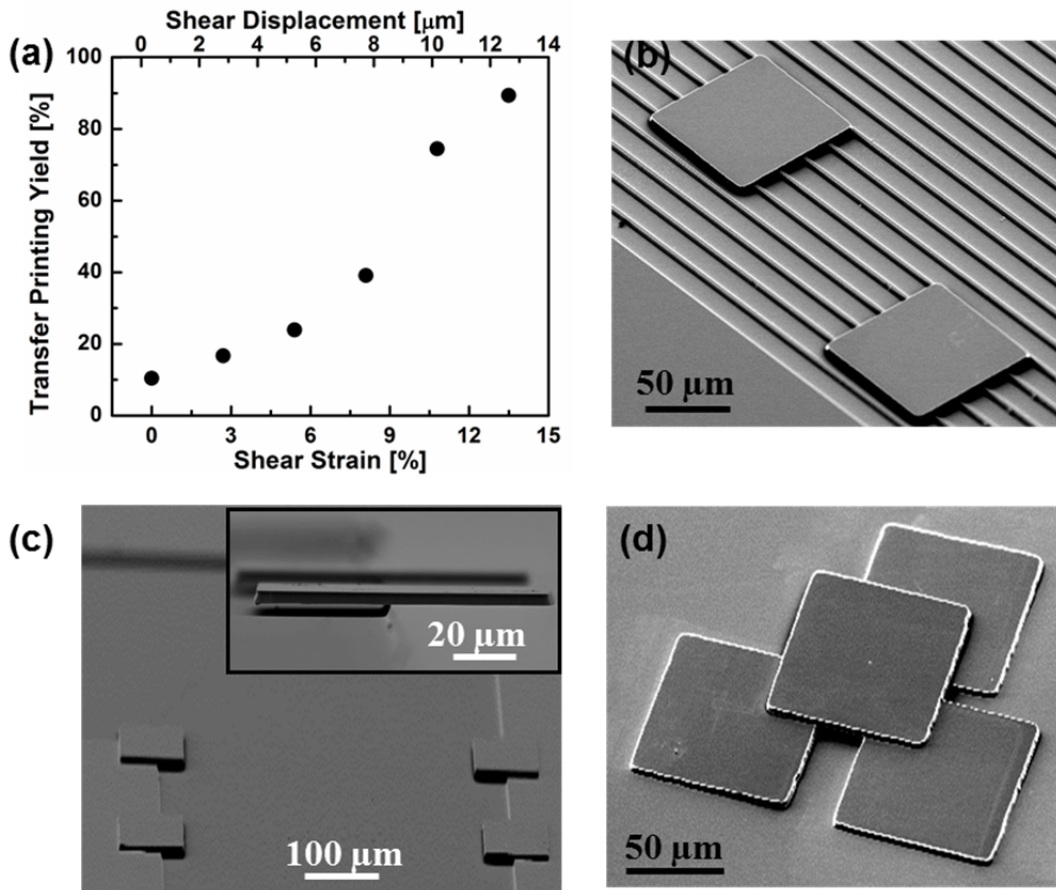 (a)
Shear Displacement [μm]
0 2 4 6 8 10 12 14
Transfer Printing Yield [%]
100
80
60
40
20
0
0 3 6 9 12 15
Shear Strain [%]
(b)
50 μm
(c)
20 μm
100 μm
(d)
50 μm